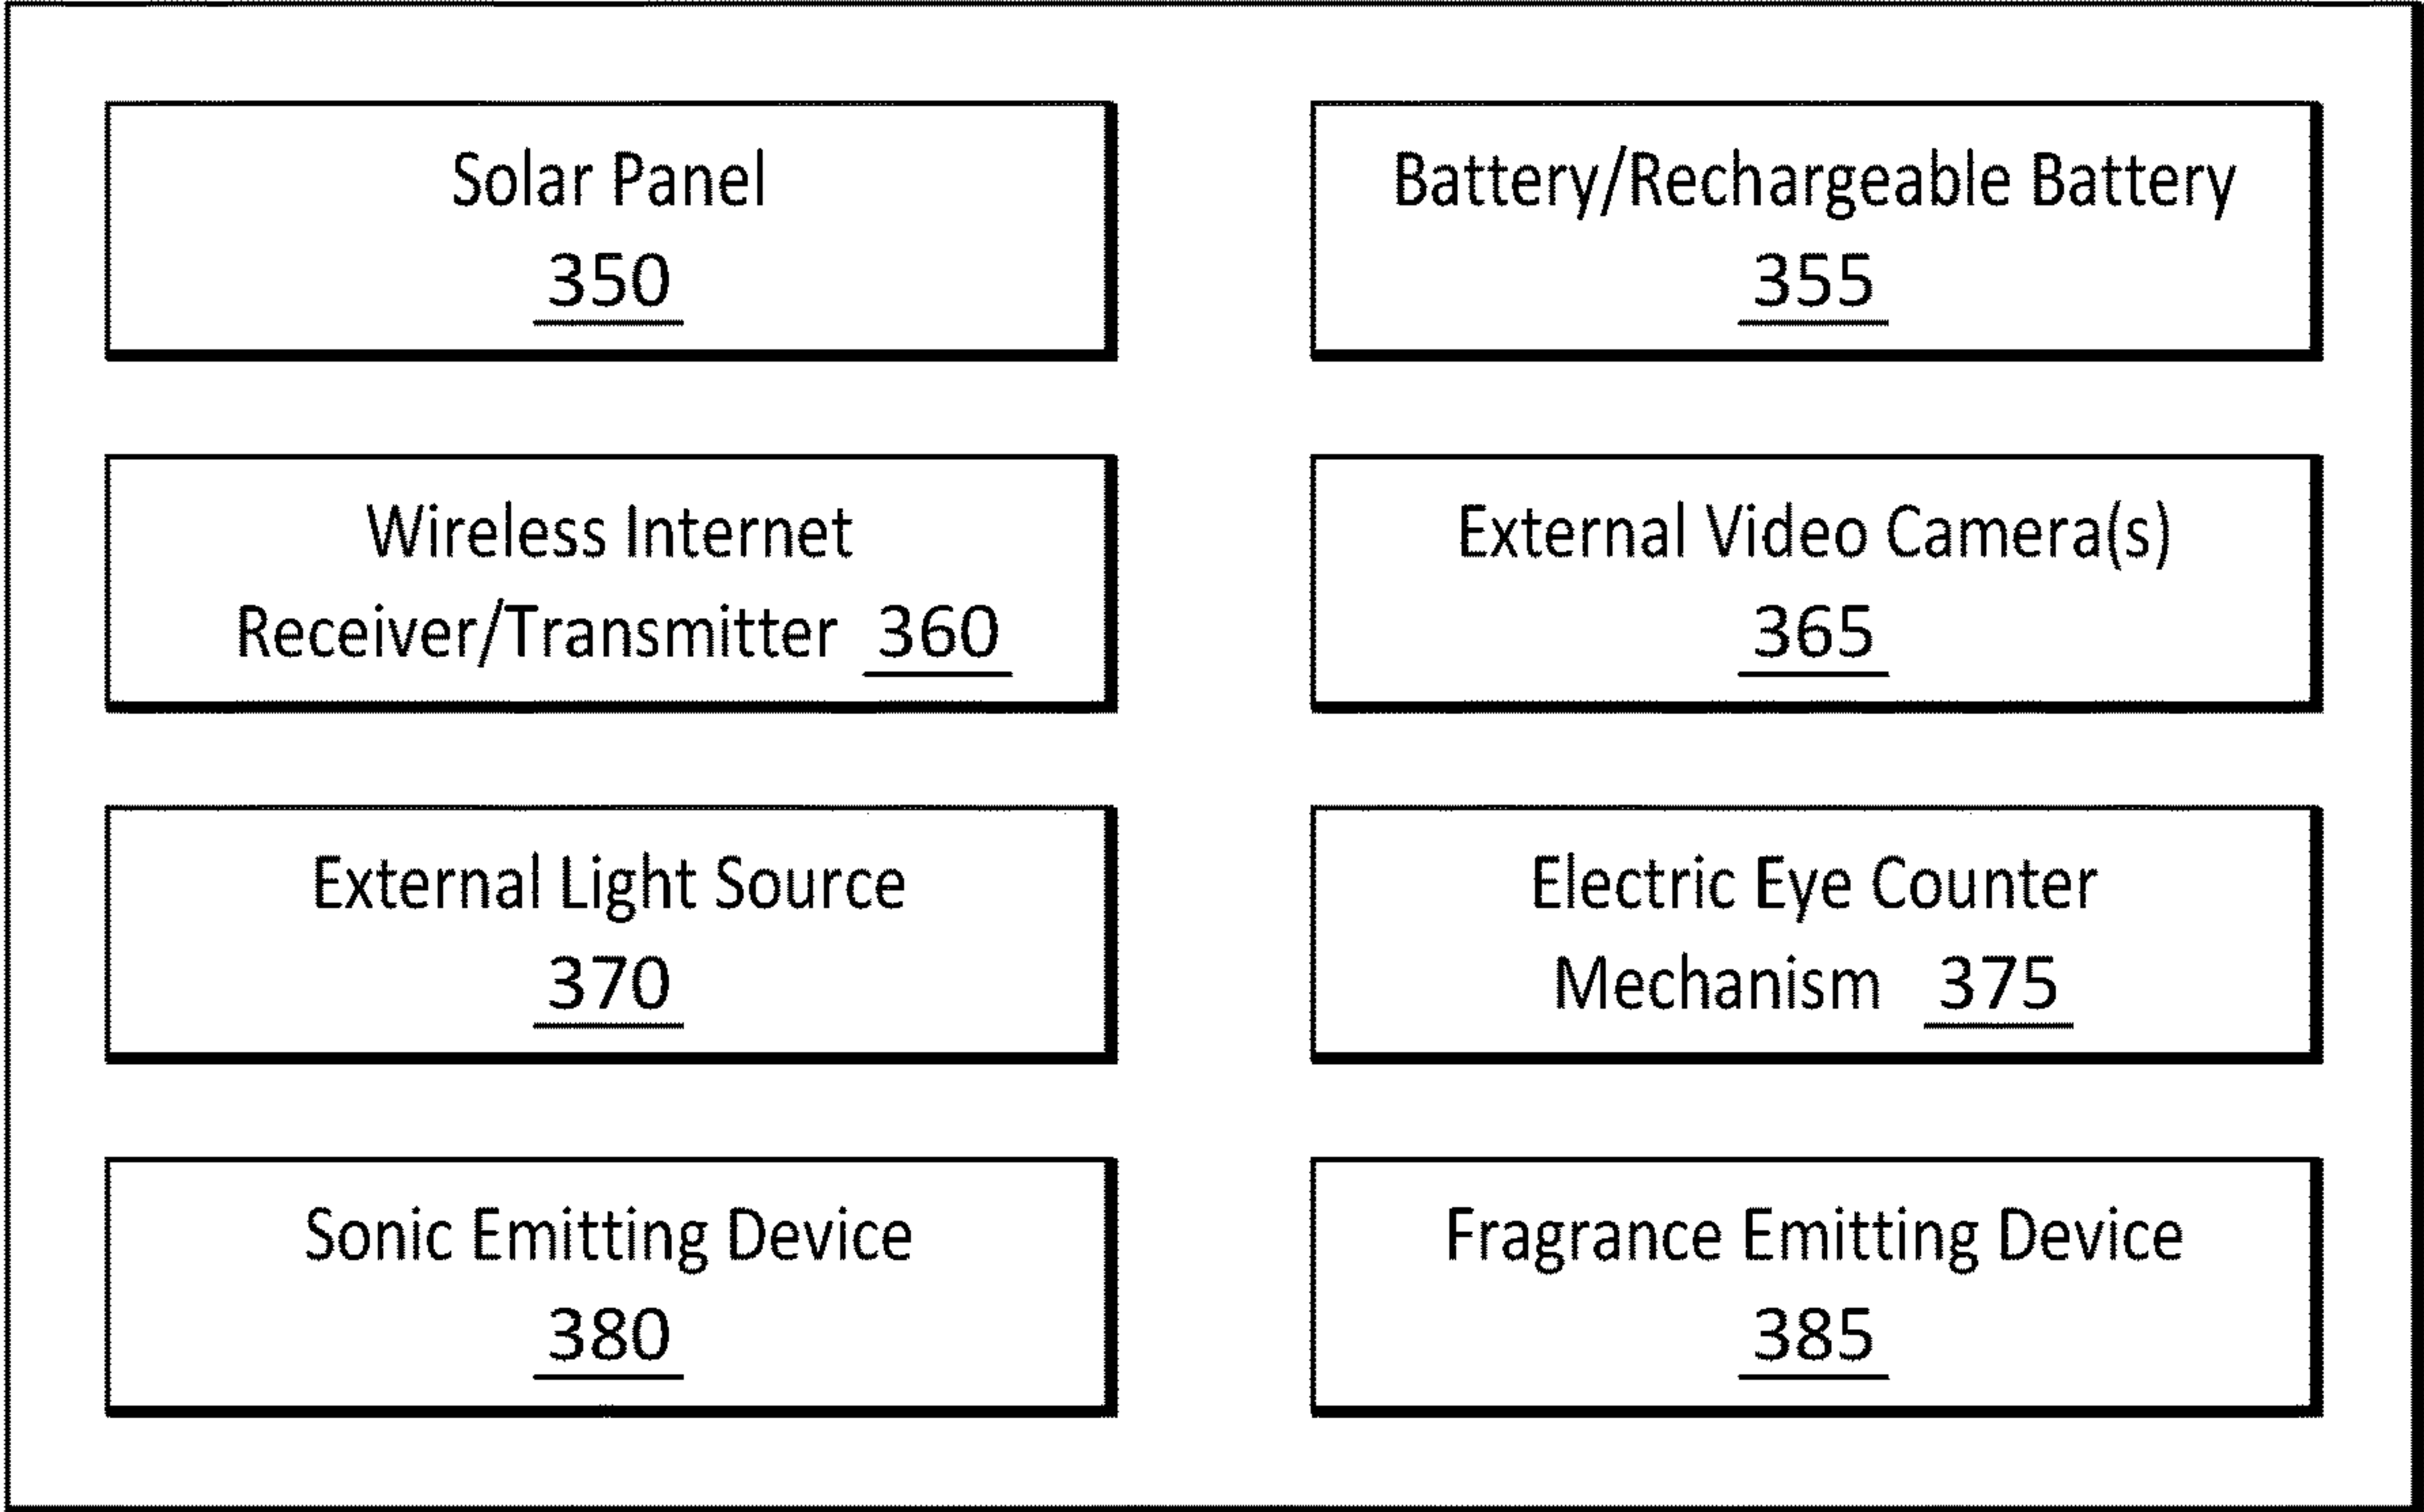 Solar Panel
350
Battery/Rechargeable Battery
355
Wireless Internet
Receiver/Transmitter 360
External Video Camera(s)
365
External Light Source
370
Electric Eye Counter
Mechanism 375
Sonic Emitting Device
380
Fragrance Emitting Device
385